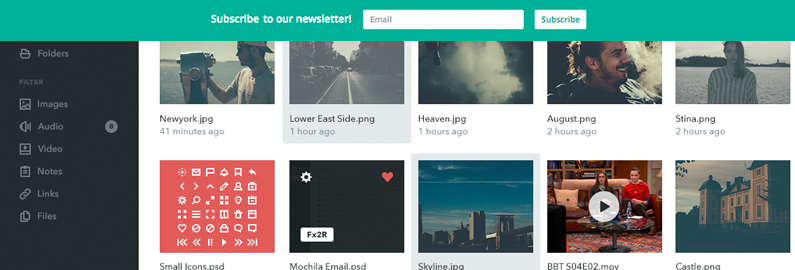 Subscribe to our newsletter!
Email
Subscribe
Folders
FILTER
Images
Audio
8
Video
Notes
Links
Files
Newyork.jpg
41 minutes ago
Lower East Side.png
1 hour ago
Heaven.jpg
1 hours ago
August.png
2 hours ago
Stina.png
2 hours ago
Fx2R
Small Icons.psd
Mochila Email.psd
Skyline.jpg
BBT S04E02.mov
Castle.png